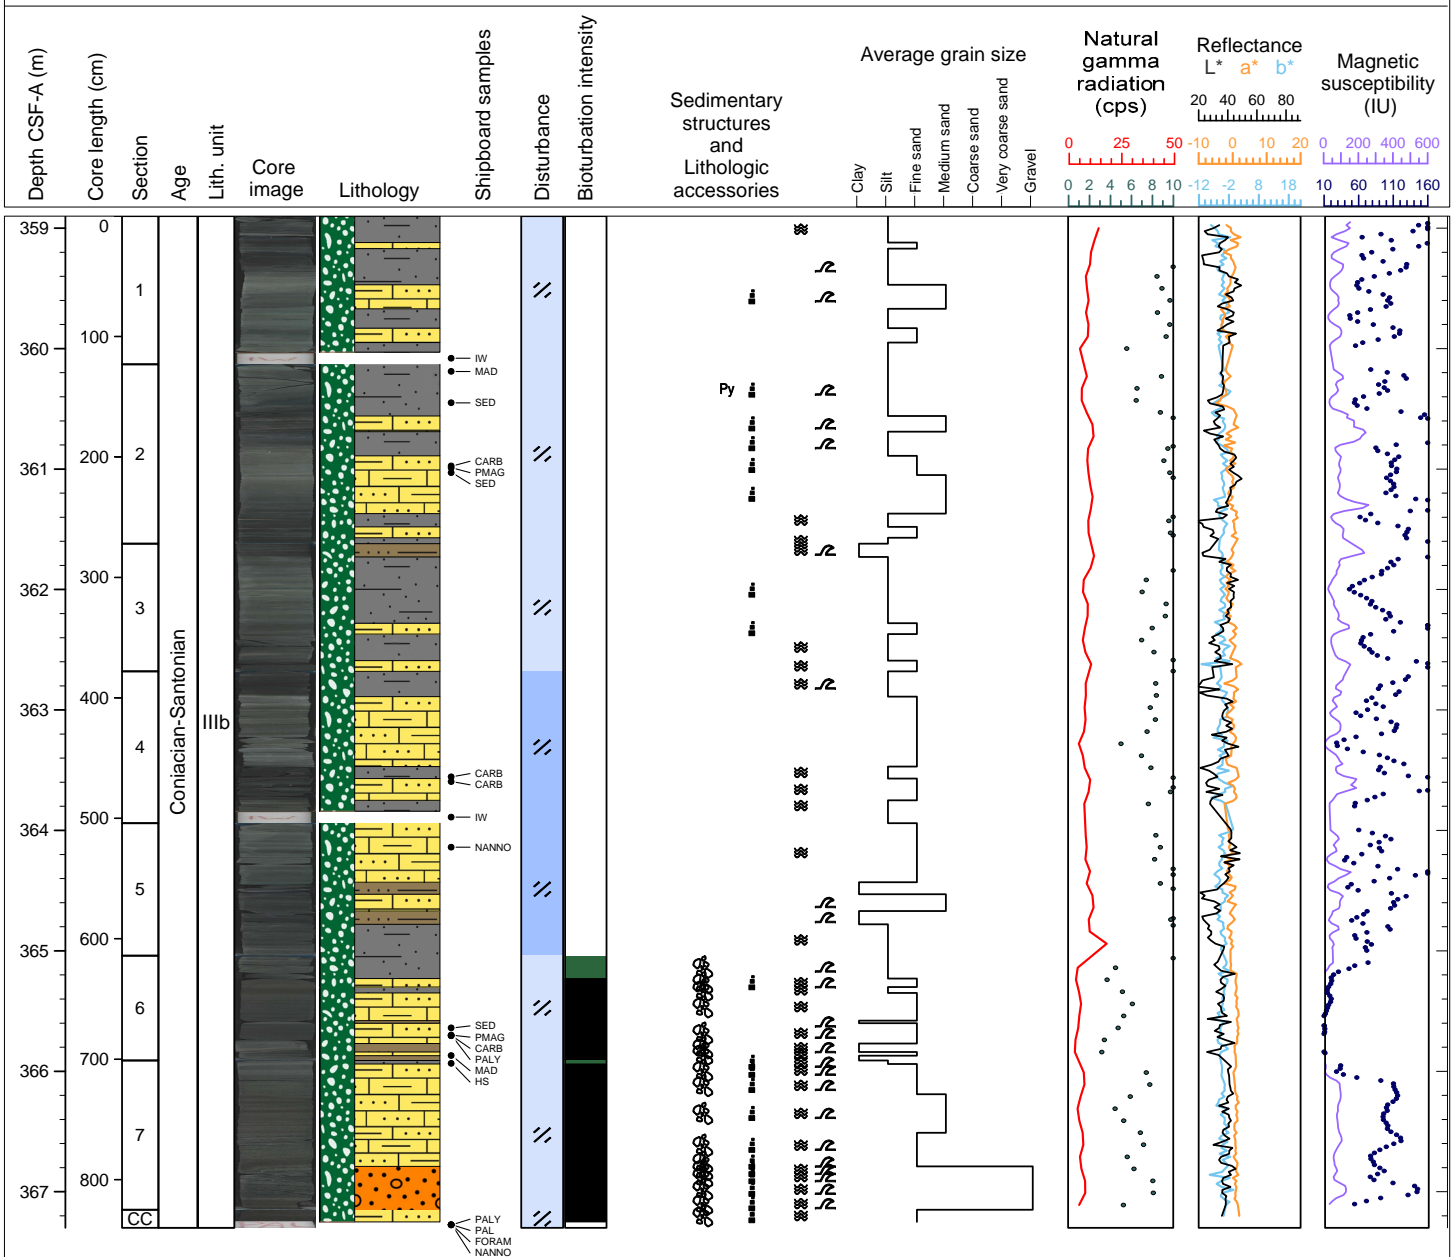 Depth CSF-A (m)
Core length (cm)
Section
Age
Lith. unit
Core
image
Lithology
Shipboard samples
Disturbance
Bioturbation intensity
Sedimentary
structures
and
Lithologic
accessories
Average grain size
Clay
Silt
Fine sand
Medium sand
Coarse sand
Very coarse sand
Gravel
Natural
gamma
radiation
(cps)
0 25 50
0 2 4 6 8 10
Reflectance
L* a* b*
20 40 60 80
-10 0 10 20
-12 -2 8 18
Magnetic
susceptibility
(IU)
0 200 400 600
10 60 110 160
359
360
361
362
363
364
365
366
367
0
100
200
300
400
500
600
700
800
1
2
3
4
5
6
7
CC
Coniacian-Santonian
IIIb
IW
MAD
SED
CARB
PMAG
SED
CARB
CARB
IW
NANNO
SED
PMAG
CARB
PALY
MAD
HS
PALY
PAL
FORAM
NANNO
Py